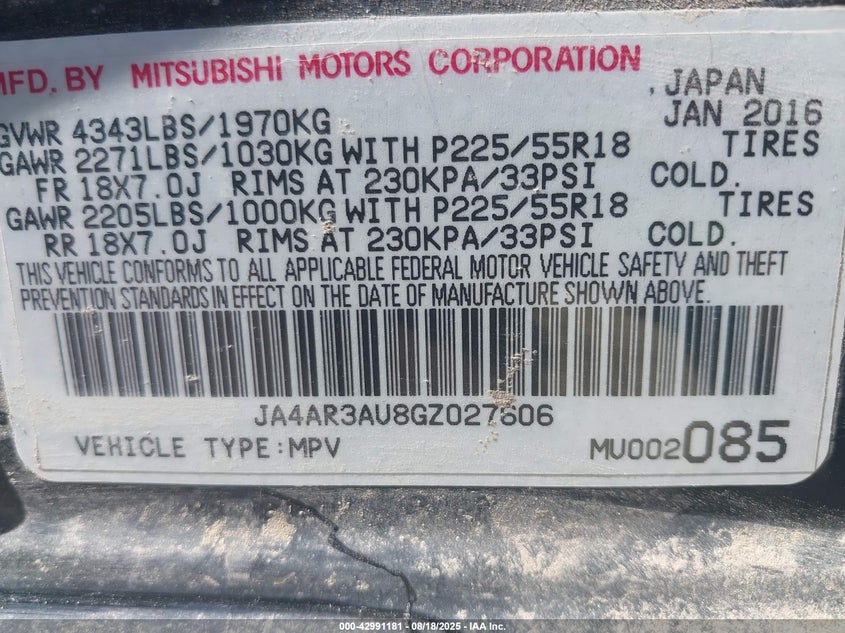 MFD. BY MITSUBISHI MOTORS CORPORATION
, JAPAN
GVWR 4343LBS/1970KG JAN 2016
GAWR 2271LBS/1030KG WITH P225/55R18 TIRES
FR 18X7.0J RIMS AT 230KPA/33PSI COLD.
GAWR 2205LBS/1000KG WITH P225/55R18 TIRES
RR 18X7.0J RIMS AT 230KPA/33PSI COLD.
THIS VEHICLE CONFORMS TO ALL APPLICABLE FEDERAL MOTOR VEHICLE SAFETY AND THEFT
PREVENTION STANDARDS IN EFFECT ON THE DATE OF MANUFACTURE SHOWN ABOVE.
JA4AR3AU8GZ027606
VEHICLE TYPE:MPV MU002085
000-42991181 - 08/18/2025 - IAA Inc.